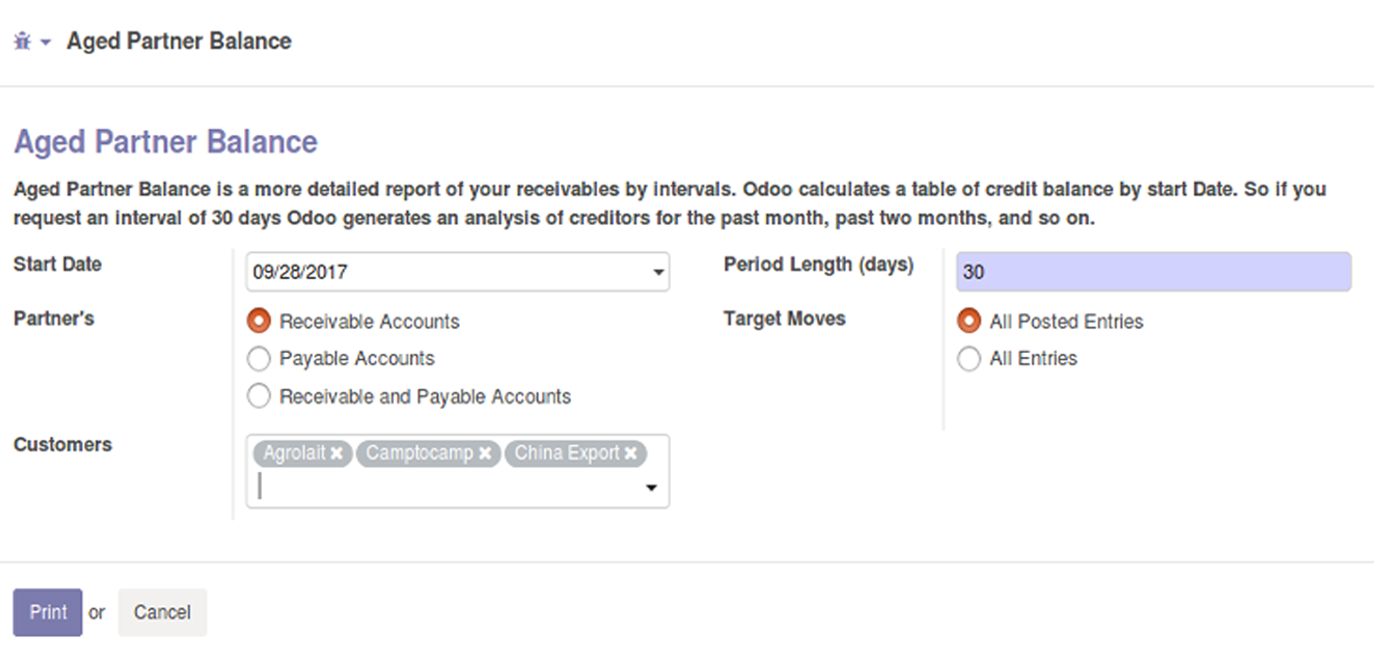 Aged Partner Balance
Aged Partner Balance
Aged Partner Balance is a more detailed report of your receivables by intervals. Odoo calculates a table of credit balance by start Date. So if you
request an interval of 30 days Odoo generates an analysis of creditors for the past month, past two months, and so on.
Start Date 09/28/2017 Period Length (days) 30
Partner's Receivable Accounts Target Moves All Posted Entries
Payable Accounts All Entries
Receivable and Payable Accounts
Customers Agrolait Camptocamp China Export
Print or Cancel